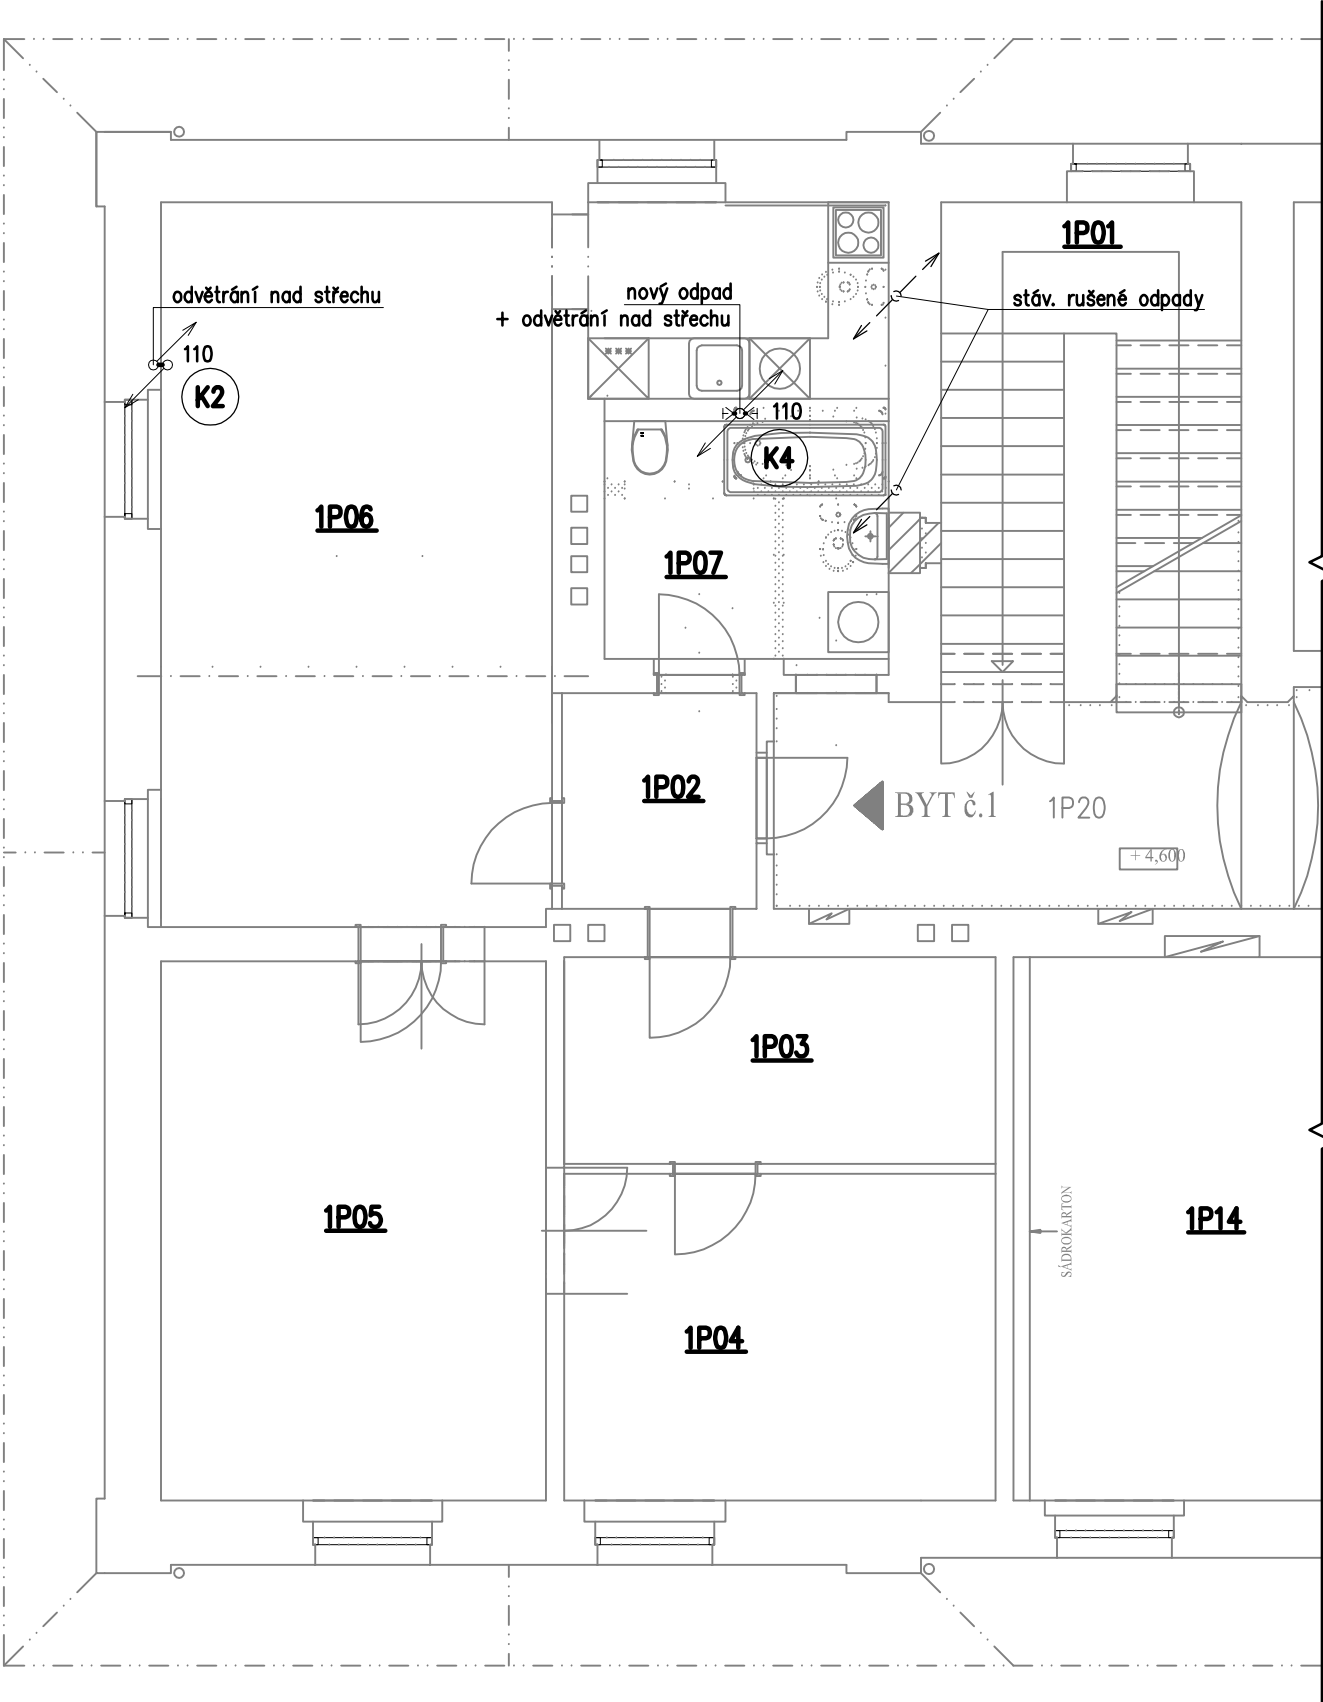 1P01
odvětrání nad střechu
nový odpad
+ odvětrání nad střechu
stáv. rušené odpady
110
K2
110
K4
1P06
1P07
1P02
BYT č.1
1P20
+ 4,600
1P03
1P05
SÁDROKARTON
1P14
1P04